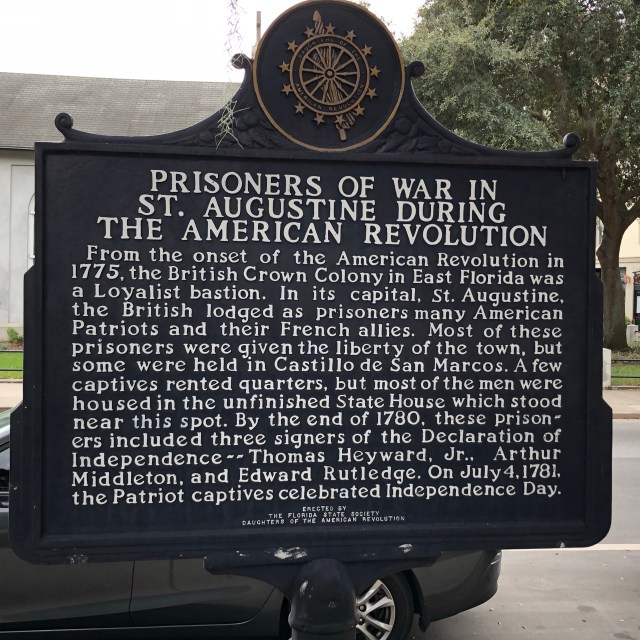 PRISONERS OF WAR IN
ST. AUGUSTINE DURING
THE AMERICAN REVOLUTION
From the onset of the American Revolution in
1775, the British Crown Colony in East Florida was
a Loyalist bastion. In its capital, St. Augustine,
the British lodged as prisoners many American
Patriots and their French allies. Most of these
prisoners were given the liberty of the town, but
some were held in Castillo de San Marcos. A few
captives rented quarters, but most of the men were
housed in the unfinished State House which stood
near this spot. By the end of 1780, these prison-
ers included three signers of the Declaration of
Independence -- Thomas Heyward, Jr., Arthur
Middleton, and Edward Rutledge. On July 4, 1781,
the Patriot captives celebrated Independence Day.
ERECTED BY
THE FLORIDA STATE SOCIETY
DAUGHTERS OF THE AMERICAN REVOLUTION